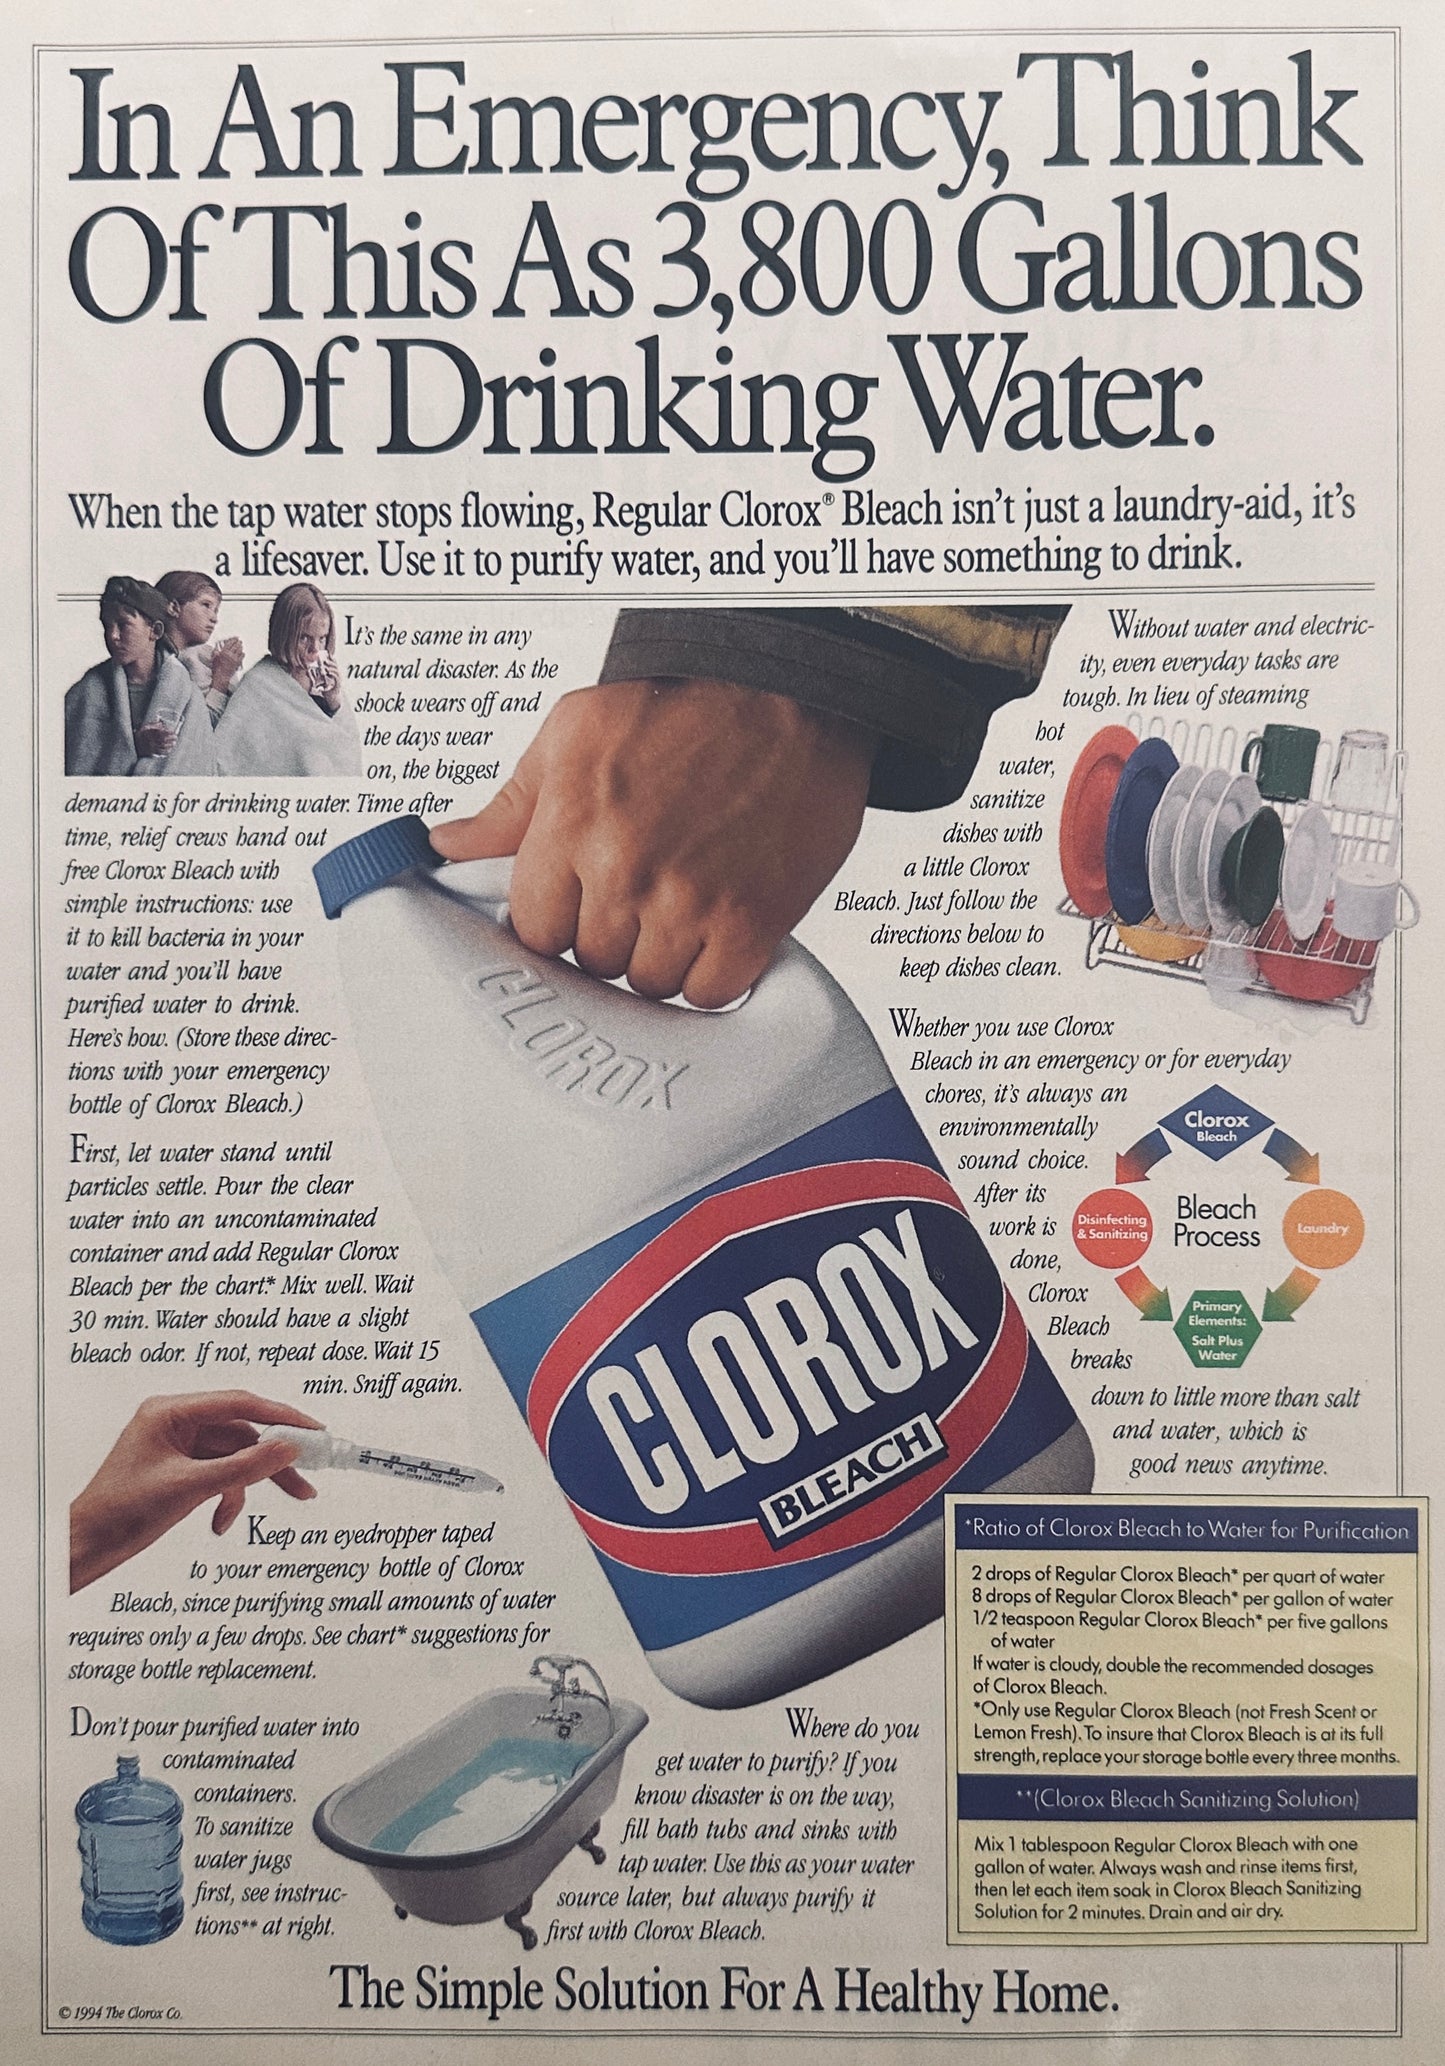 In An Emergency, Think
Of This As 3,800 Gallons
Of Drinking Water.
When the tap water stops flowing, Regular Clorox® Bleach isn't just a laundry-aid, it's
a lifesaver. Use it to purify water, and you'll have something to drink.
It's the same in any
natural disaster. As the
shock wears off and
the days wear
on, the biggest
demand is for drinking water. Time after
time, relief crews hand out
free Clorox Bleach with
simple instructions: use
it to kill bacteria in your
water and you'll have
purified water to drink.
Here's how. (Store these direc-
tions with your emergency
bottle of Clorox Bleach.)
First, let water stand until
particles settle. Pour the clear
water into an uncontaminated
container and add Regular Clorox
Bleach per the chart.* Mix well. Wait
30 min. Water should have a slight
bleach odor. If not, repeat dose. Wait 15
min. Sniff again.
Keep an eyedropper taped
to your emergency bottle of Clorox
Bleach, since purifying small amounts of water
requires only a few drops. See chart* suggestions for
storage bottle replacement.
Don't pour purified water into
contaminated
containers.
To sanitize
water jugs
first, see instruc-
tions** at right.
Where do you
get water to purify? If you
know disaster is on the way,
fill bath tubs and sinks with
tap water. Use this as your water
source later, but always purify it
first with Clorox Bleach.
CLOROX
CLOROX
BLEACH
Without water and electric-
ity, even everyday tasks are
tough. In lieu of steaming
hot
water,
sanitize
dishes with
a little Clorox
Bleach. Just follow the
directions below to
keep dishes clean.
Whether you use Clorox
Bleach in an emergency or for everyday
chores, it's always an
environmentally
sound choice.
After its
work is
done,
Clorox
Bleach
breaks
down to little more than salt
and water, which is
good news anytime.
Clorox
Bleach
Disinfecting
& Sanitizing
Bleach
Process
Laundry
Primary
Elements:
Salt Plus
Water
*Ratio of Clorox Bleach to Water for Purification
2 drops of Regular Clorox Bleach* per quart of water
8 drops of Regular Clorox Bleach* per gallon of water
1/2 teaspoon Regular Clorox Bleach* per five gallons
of water
If water is cloudy, double the recommended dosages
of Clorox Bleach.
*Only use Regular Clorox Bleach (not Fresh Scent or
Lemon Fresh). To insure that Clorox Bleach is at its full
strength, replace your storage bottle every three months.
**(Clorox Bleach Sanitizing Solution)
Mix 1 tablespoon Regular Clorox Bleach with one
gallon of water. Always wash and rinse items first,
then let each item soak in Clorox Bleach Sanitizing
Solution for 2 minutes. Drain and air dry.
The Simple Solution For A Healthy Home.
© 1994 The Clorox Co.